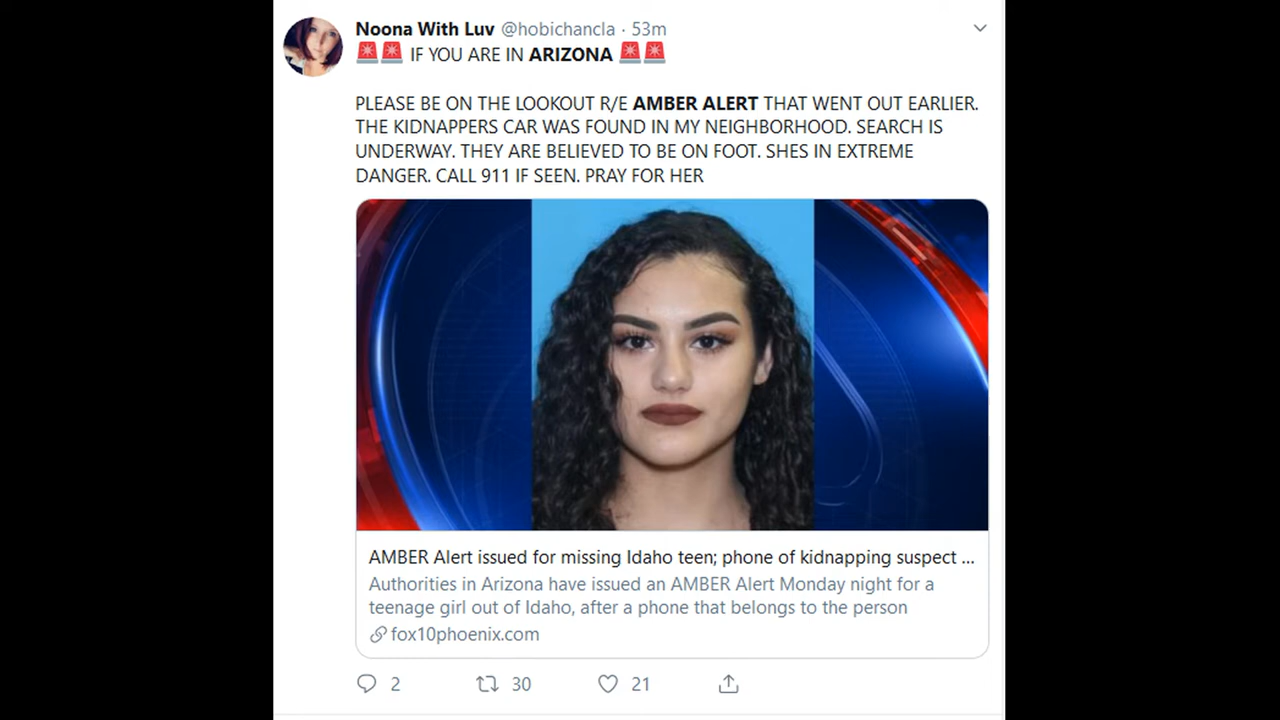 Noona With Luv @hobichancla · 53m
🚨🚨 IF YOU ARE IN ARIZONA 🚨🚨
PLEASE BE ON THE LOOKOUT R/E AMBER ALERT THAT WENT OUT EARLIER.
THE KIDNAPPERS CAR WAS FOUND IN MY NEIGHBORHOOD. SEARCH IS
UNDERWAY. THEY ARE BELIEVED TO BE ON FOOT. SHES IN EXTREME
DANGER. CALL 911 IF SEEN. PRAY FOR HER
AMBER Alert issued for missing Idaho teen; phone of kidnapping suspect ...
Authorities in Arizona have issued an AMBER Alert Monday night for a
teenage girl out of Idaho, after a phone that belongs to the person
fox10phoenix.com
2 30 21